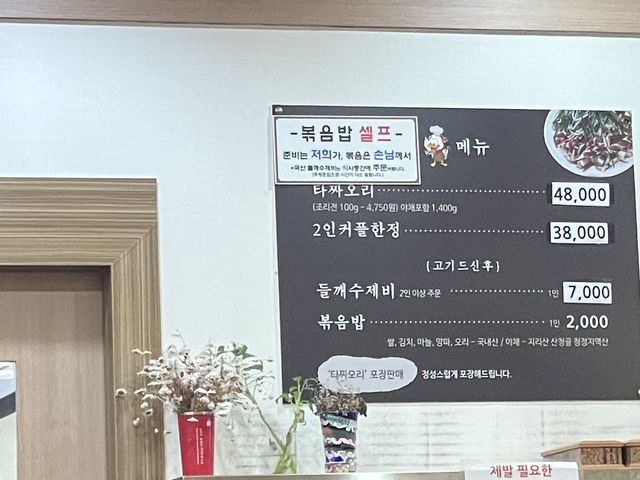 -볶음밥 셀프-
준비는 저희가, 볶음은 손님께서
메뉴
타짜오리 48,000
(조리전 100g ~ 4,750원) 야채포함 1,400g
2인커플한정 38,000
(고기드신후)
들깨수제비 2인 이상 주문 1인 7,000
볶음밥 1인 2,000
쌀, 김치, 마늘, 양파, 오리 - 국내산 / 야채 - 지리산 산청골 청정지역산
'타짜오리' 포장판매 정성스럽게 포장해드립니다.
제발 필요한